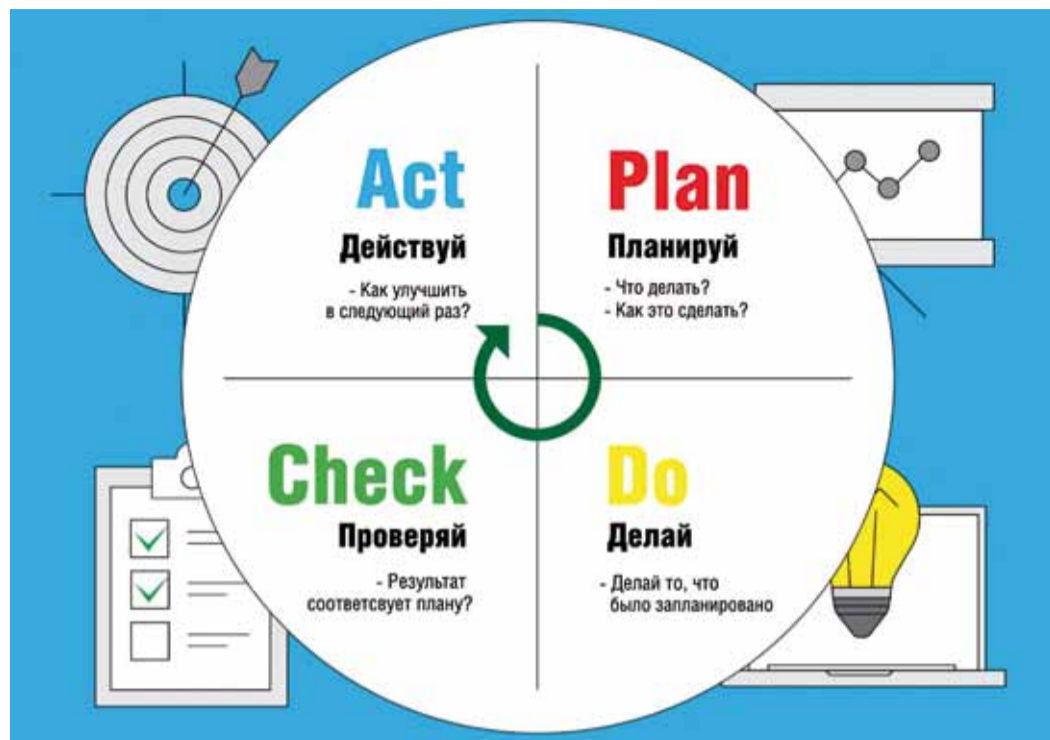 Act
Действуй
- Как улучшить
в следующий раз?
Plan
Планируй
- Что делать?
- Как это сделать?
Check
Проверяй
- Результат
соответсвует плану?
Do
Делай
- Делай то, что
было запланировано